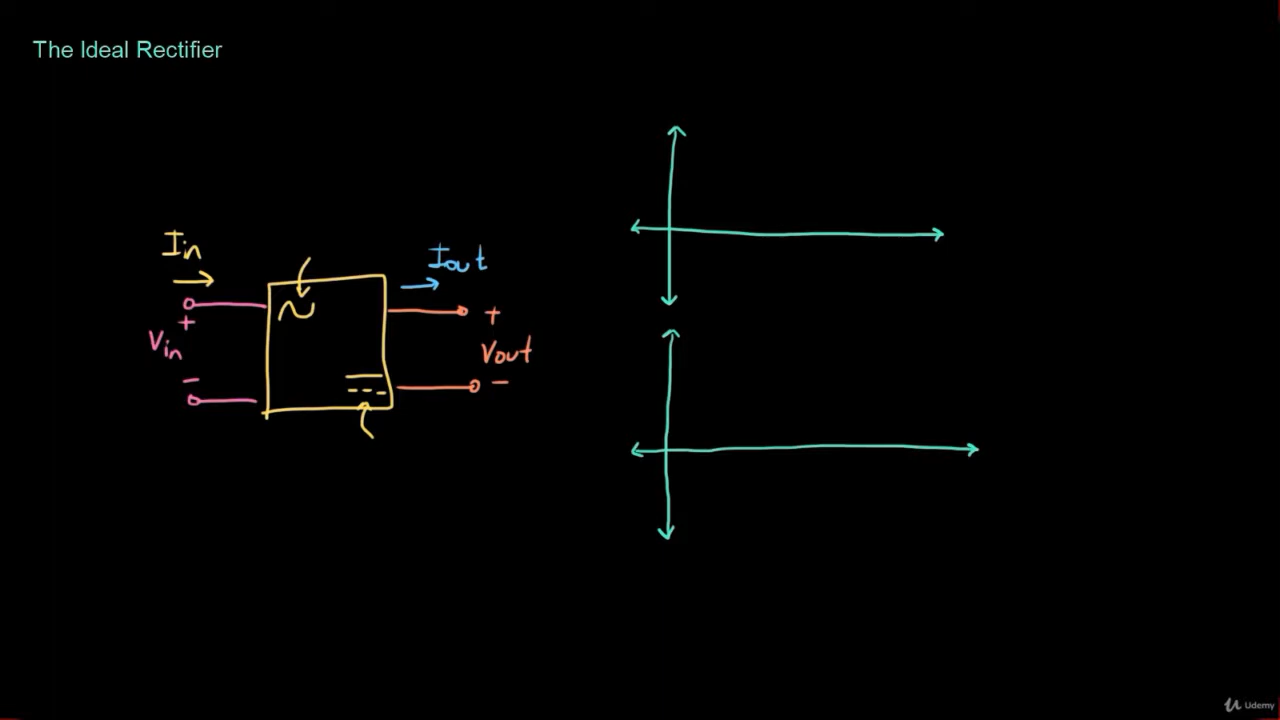 The Ideal Rectifier
Iin
Iout
+
+
Vin
Vout
-
-
Udemy